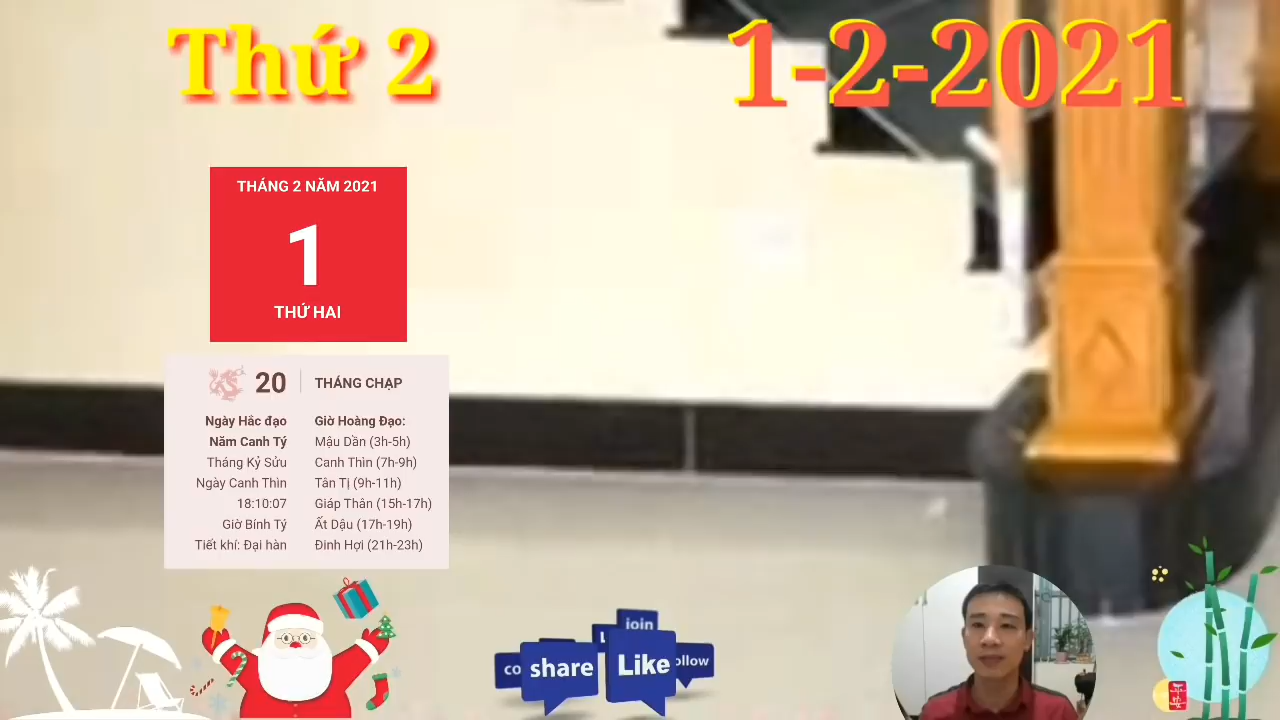 Thứ 2
1-2-2021
THÁNG 2 NĂM 2021
1
THỨ HAI
20
THÁNG CHẠP
Ngày Hắc đạo
Năm Canh Tý
Tháng Kỷ Sửu
Ngày Canh Thìn
18:10:07
Giờ Bính Tý
Tiết khí: Đại hàn
Giờ Hoàng Đạo:
Mậu Dần (3h-5h)
Canh Thìn (7h-9h)
Tân Tị (9h-11h)
Giáp Thân (15h-17h)
Ất Dậu (17h-19h)
Đinh Hợi (21h-23h)
join
co share Like ollow